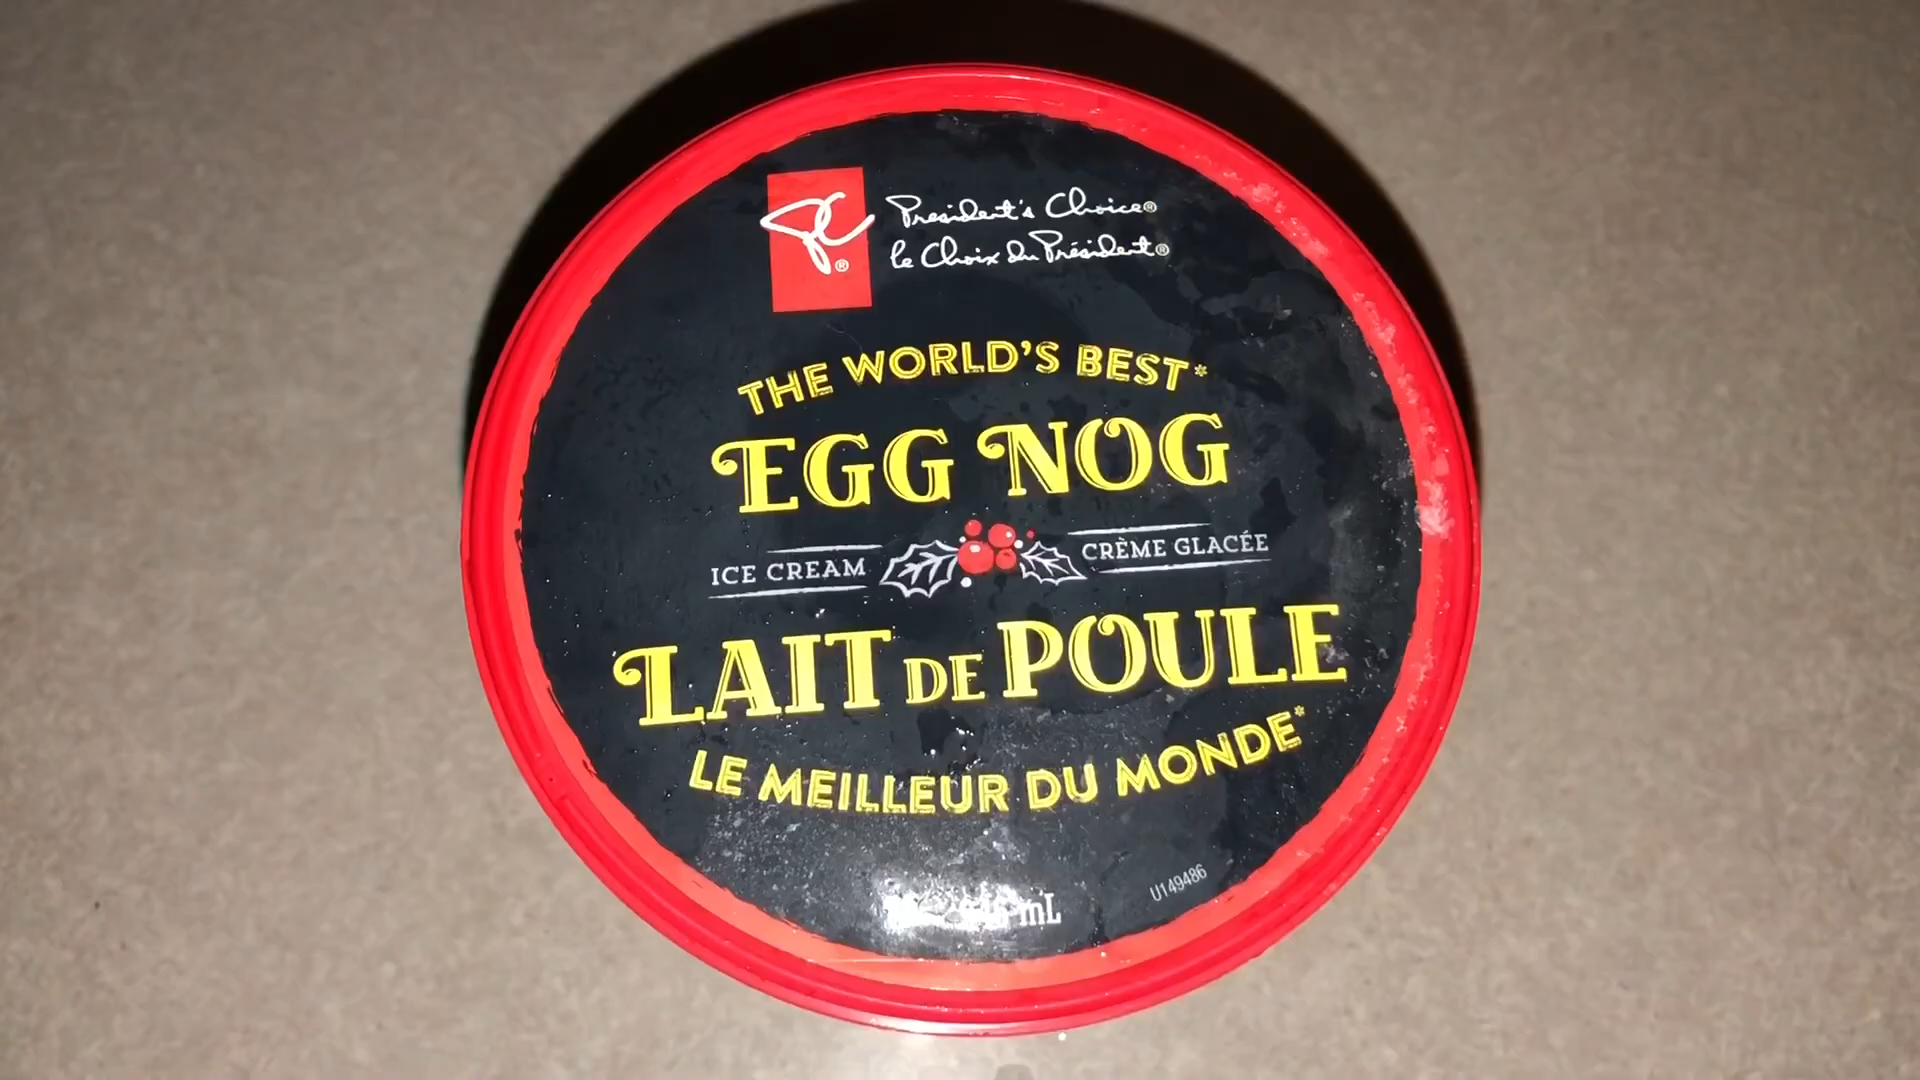 PC®
President's Choice®
le Choix du Président®
THE WORLD'S BEST*
EGG NOG
ICE CREAM
CRÈME GLACÉE
LAIT DE POULE
LE MEILLEUR DU MONDE*
mL
U149486